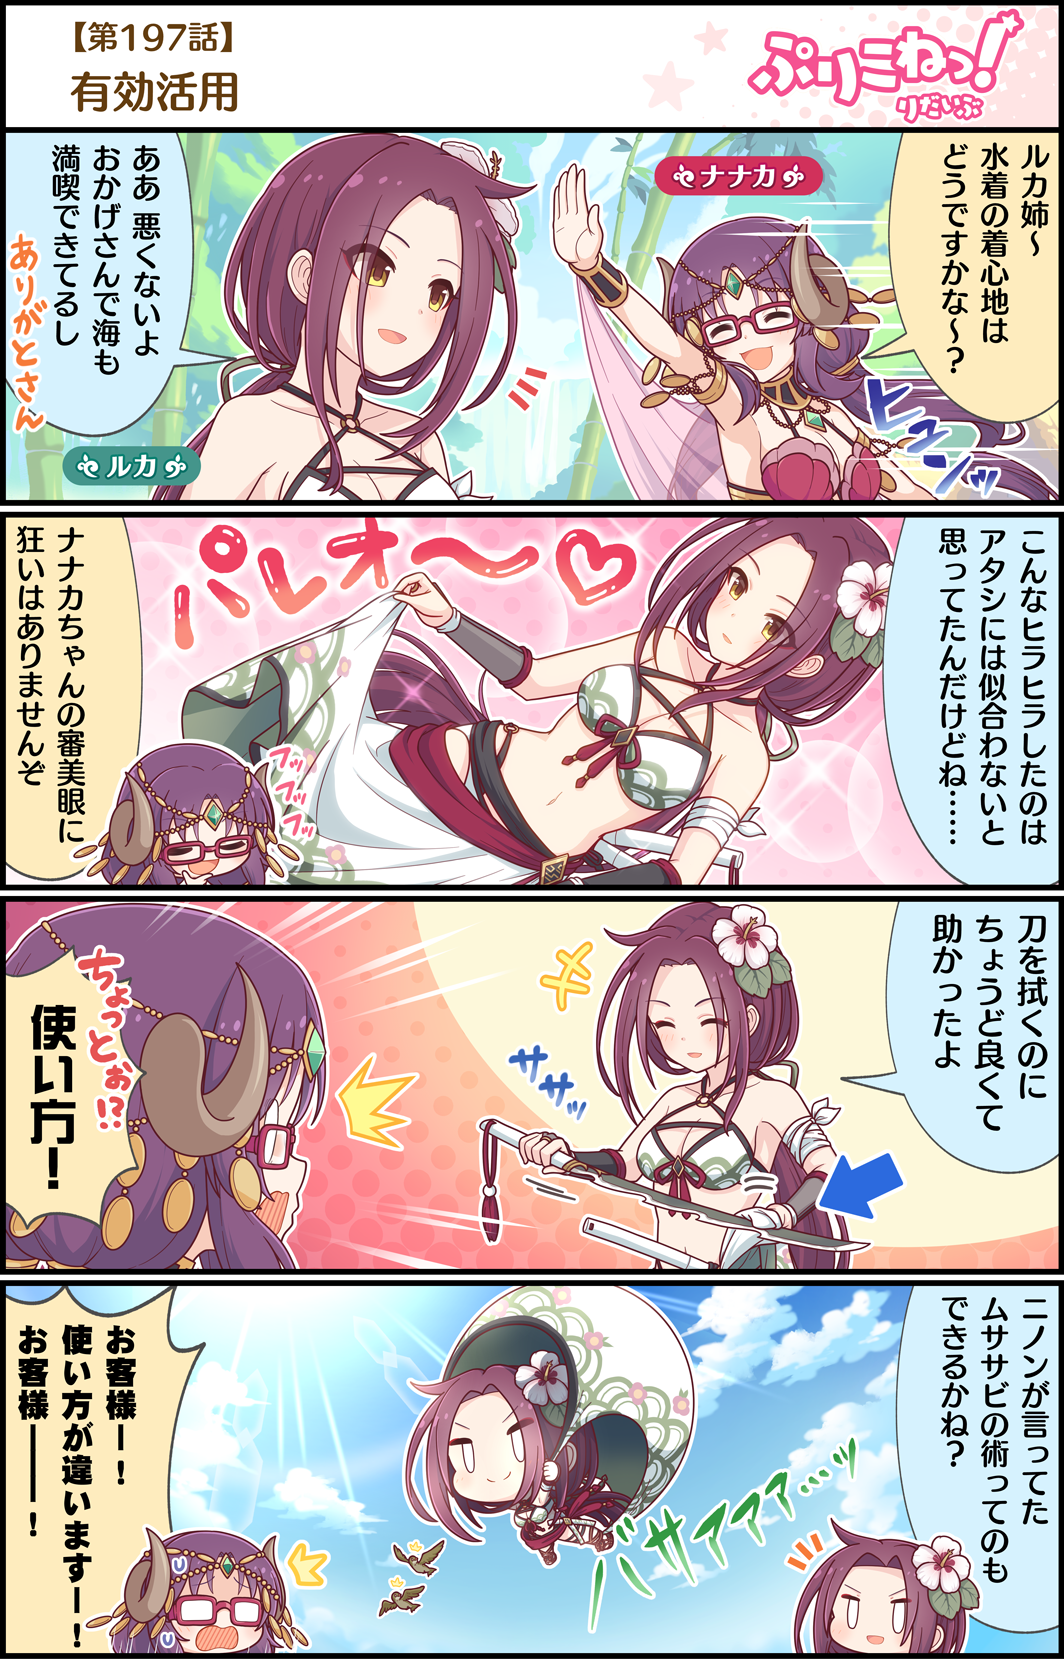 【第197話】
有効活用
ぷりこねっ!
りだいぶ
ルカ姉～
水着の着心地は
どうですかな～?
ナナカ
ヒュンッ
ああ 悪くないよ
おかげさんで海も
満喫できてるし
ありがとさん
ルカ
こんなヒラヒラしたのは
アタシには似合わないと
思ってたんだけどね……
パレオ～♡
フッフッフッ
ナナカちゃんの審美眼に
狂いはありませんぞ
刀を拭くのに
ちょうど良くて
助かったよ
ササッ
ちょっとぉ!?
使い方!
ニノンが言ってた
ムササビの術ってのも
できるかね?
バサァァァ…ッ
お客様ー!
使い方が違いますー!
お客様――!